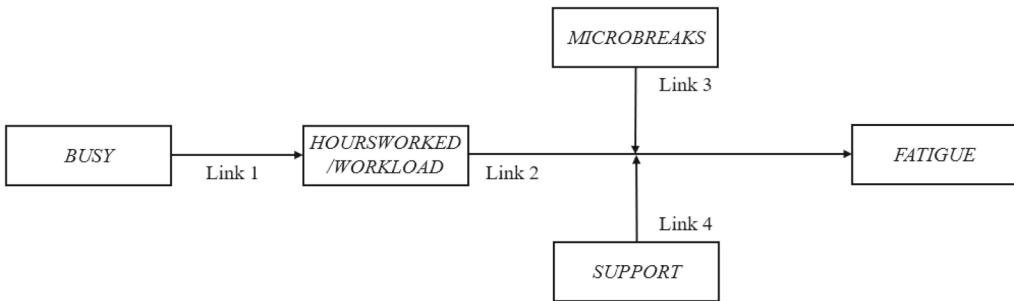 MICROBREAKS
Link 3
BUSY
Link 1
HOURSWORKED
/WORKLOAD
Link 2
FATIGUE
Link 4
SUPPORT